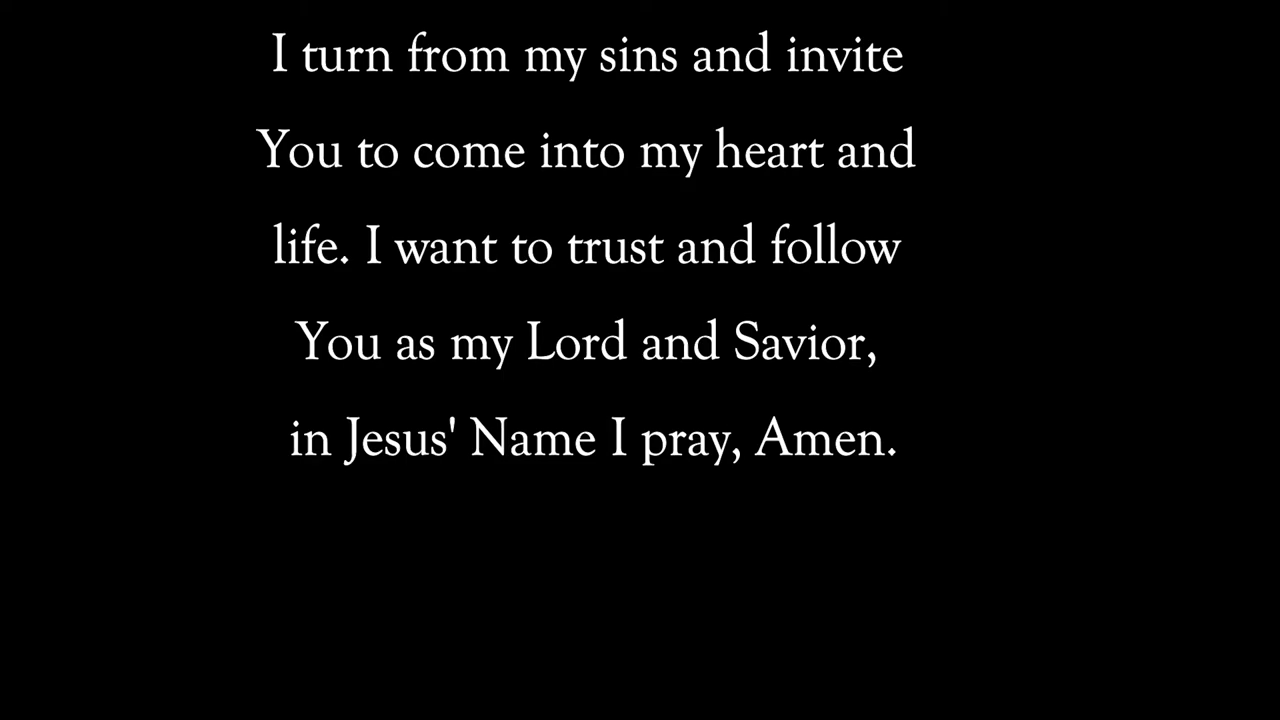 I turn from my sins and invite
You to come into my heart and
life. I want to trust and follow
You as my Lord and Savior,
in Jesus' Name I pray, Amen.